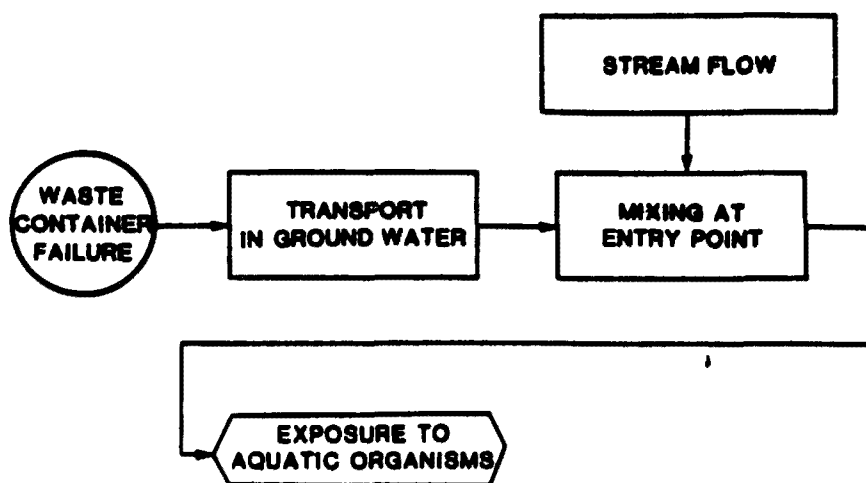 STREAM FLOW
WASTE
CONTAINER
FAILURE
TRANSPORT
IN GROUND WATER
MIXING AT
ENTRY POINT
EXPOSURE TO
AQUATIC ORGANISMS